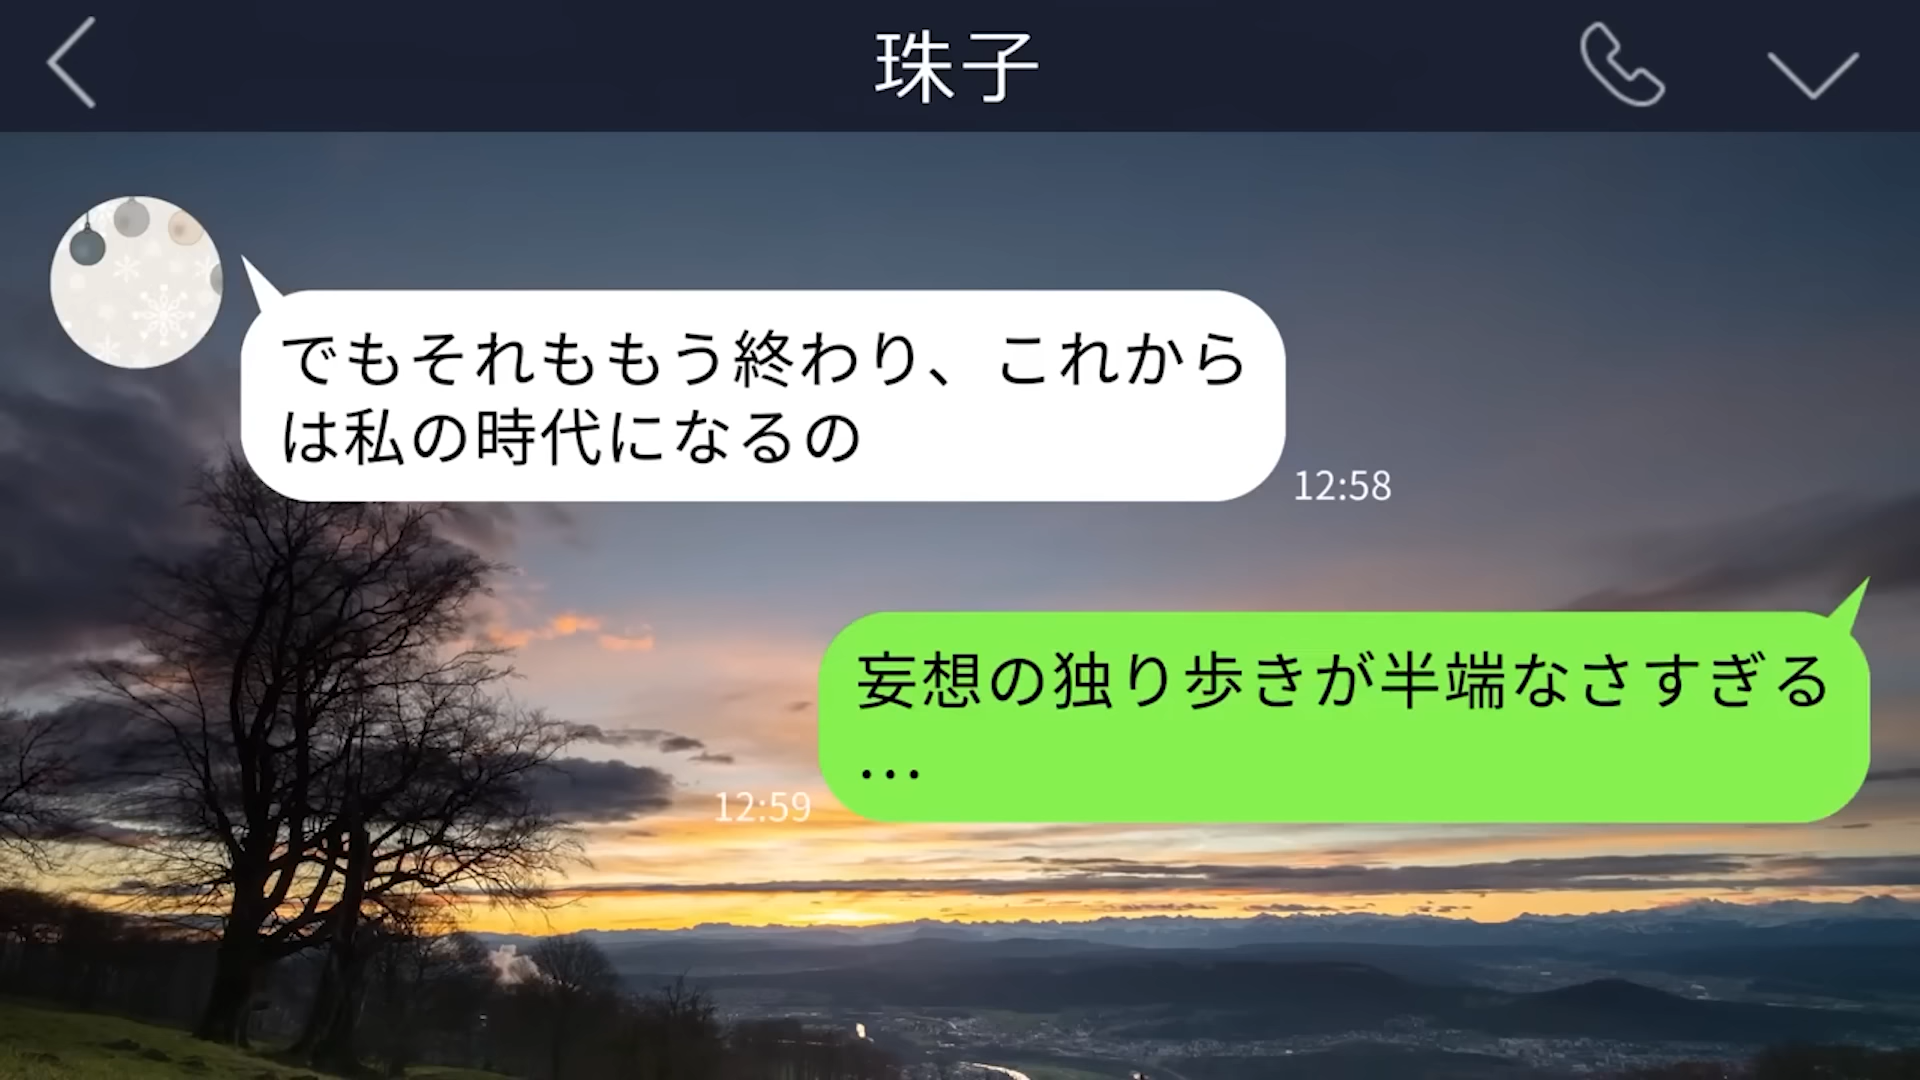 珠子
でもそれももう終わり、これから
は私の時代になるの
12:58
妄想の独り歩きが半端なさすぎる
…
12:59